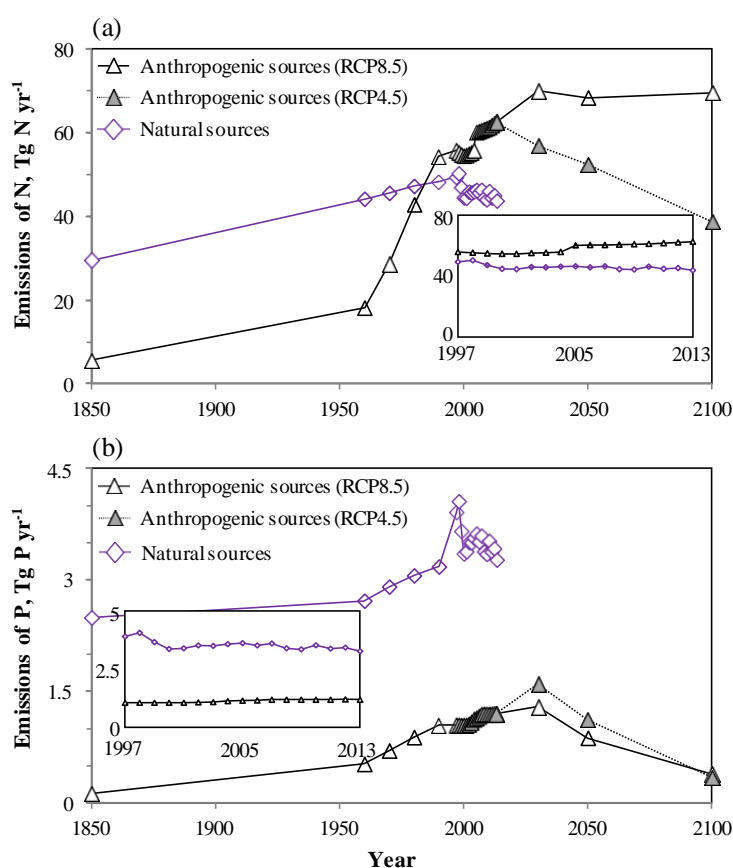 (a)
Emissions of N, Tg N yr-1
80
60
40
20
0
Anthropogenic sources (RCP8.5)
Anthropogenic sources (RCP4.5)
Natural sources
80
40
0
1997 2005 2013
1850 1900 1950 2000 2050 2100
(b)
Emissions of P, Tg P yr-1
4.5
3
1.5
0
Anthropogenic sources (RCP8.5)
Anthropogenic sources (RCP4.5)
Natural sources
5
2.5
0
1997 2005 2013
1850 1900 1950 2000 2050 2100
Year